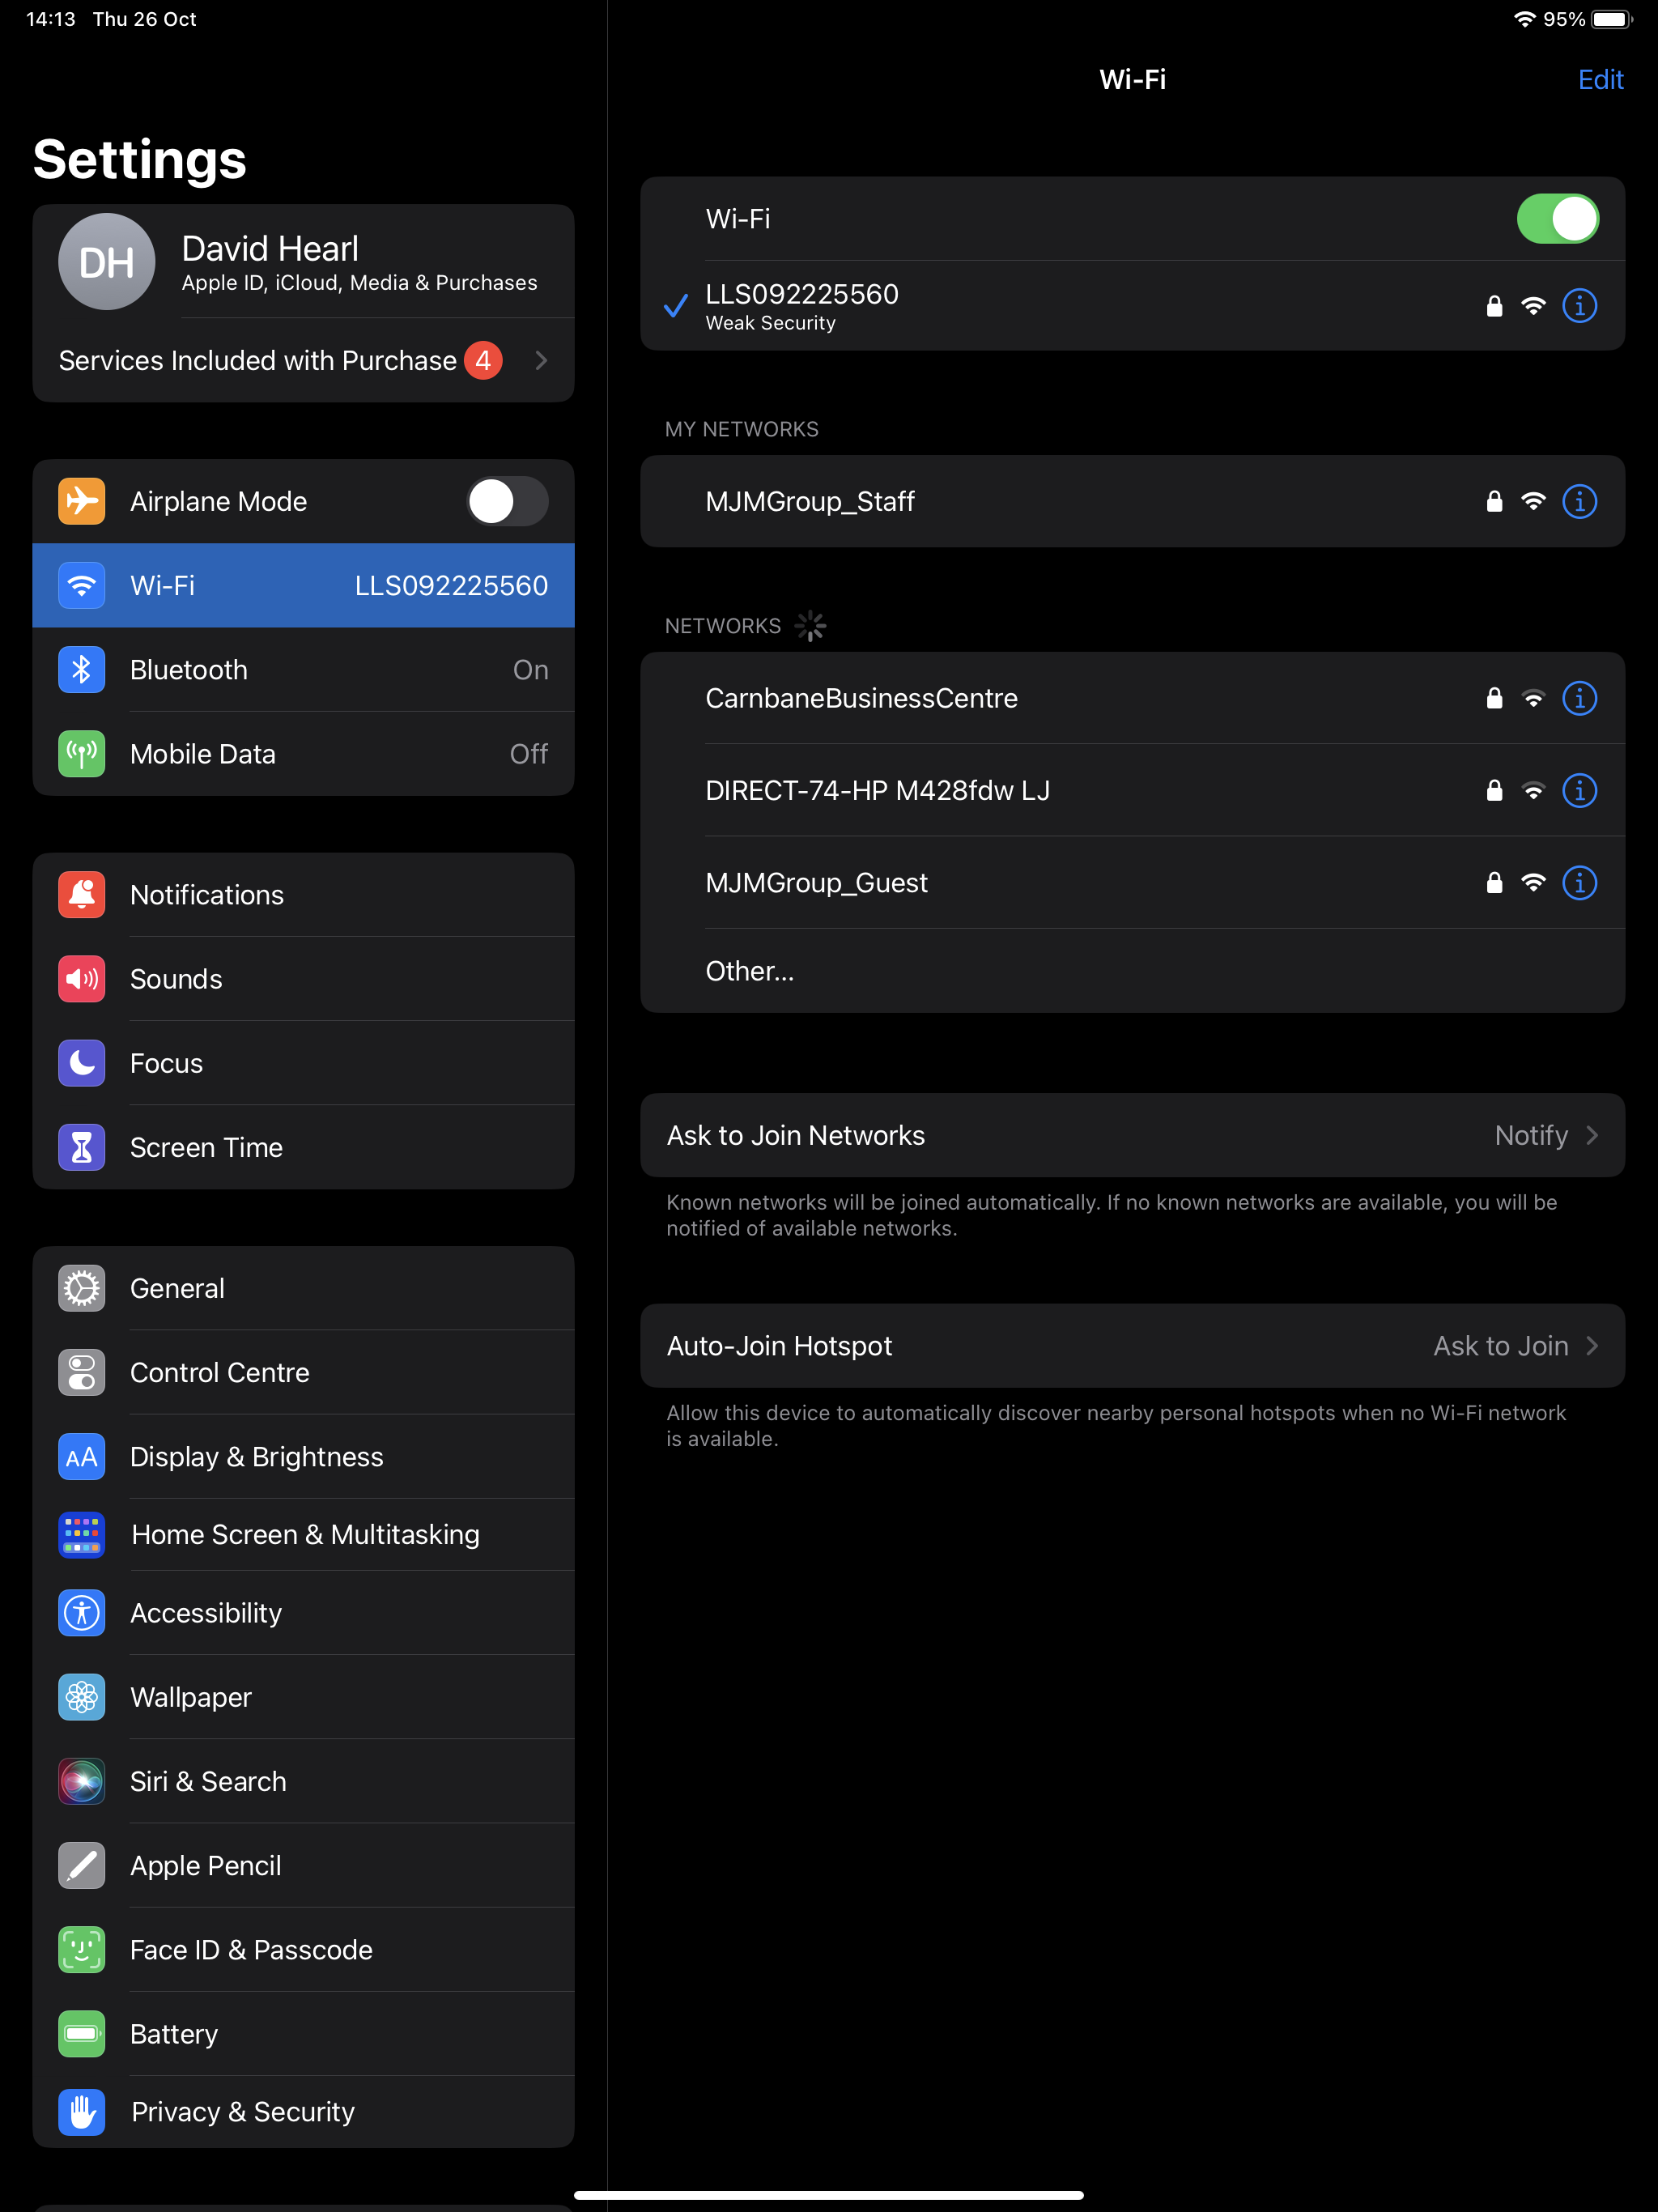 14:13 Thu 26 Oct
95%
Settings
DH
David Hearl
Apple ID, iCloud, Media & Purchases
Services Included with Purchase 4
Airplane Mode
Wi-Fi LLS092225560
Bluetooth On
Mobile Data Off
Notifications
Sounds
Focus
Screen Time
General
Control Centre
AA Display & Brightness
Home Screen & Multitasking
Accessibility
Wallpaper
Siri & Search
Apple Pencil
Face ID & Passcode
Battery
Privacy & Security
Wi-Fi
Edit
Wi-Fi
LLS092225560
Weak Security
MY NETWORKS
MJMGroup_Staff
NETWORKS
CarnbaneBusinessCentre
DIRECT-74-HP M428fdw LJ
MJMGroup_Guest
Other...
Ask to Join Networks Notify
Known networks will be joined automatically. If no known networks are available, you will be
notified of available networks.
Auto-Join Hotspot Ask to Join
Allow this device to automatically discover nearby personal hotspots when no Wi-Fi network
is available.